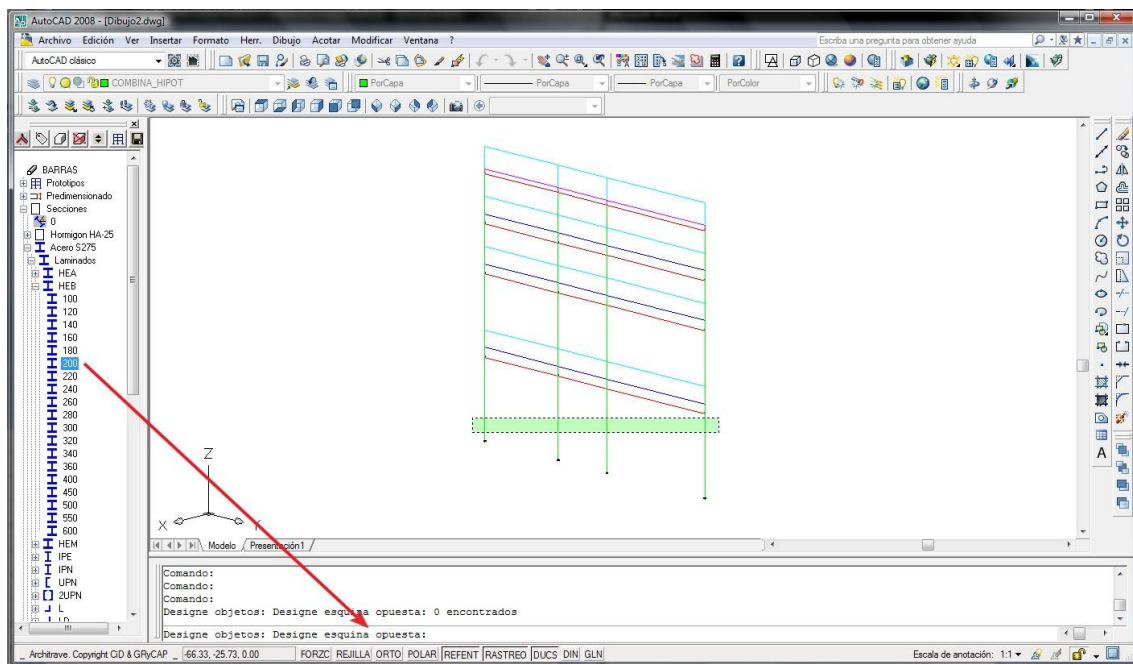 AutoCAD 2008 - [Dibujo2.dwg]
Archivo Edición Ver Insertar Formato Herr. Dibujo Acotar Modificar Ventana ?
Escriba una pregunta para obtener ayuda
AutoCAD clásico
COMBINA_HIPOT
PorCapa
PorCapa
PorCapa
PorColor
BARRAS
Prototipos
Predimensionado
Secciones
0
Hormigon HA-25
Acero S275
Laminados
HEA
HEB
100
120
140
160
180
200
220
240
260
280
300
320
340
360
400
450
500
550
600
HEM
IPE
IPN
UPN
2UPN
L
LD
Z
X
Y
Modelo
Presentación1
Comando:
Comando:
Comando:
Designe objetos: Designe esquina opuesta: 0 encontrados
Designe objetos: Designe esquina opuesta:
_ Architrave. Copyright CiD & GRyCAP _
-66.33, -25.73, 0.00
FORZC REJILLA ORTO POLAR REFENT RASTREO DUCS DIN GLN
Escala de anotación: 1:1